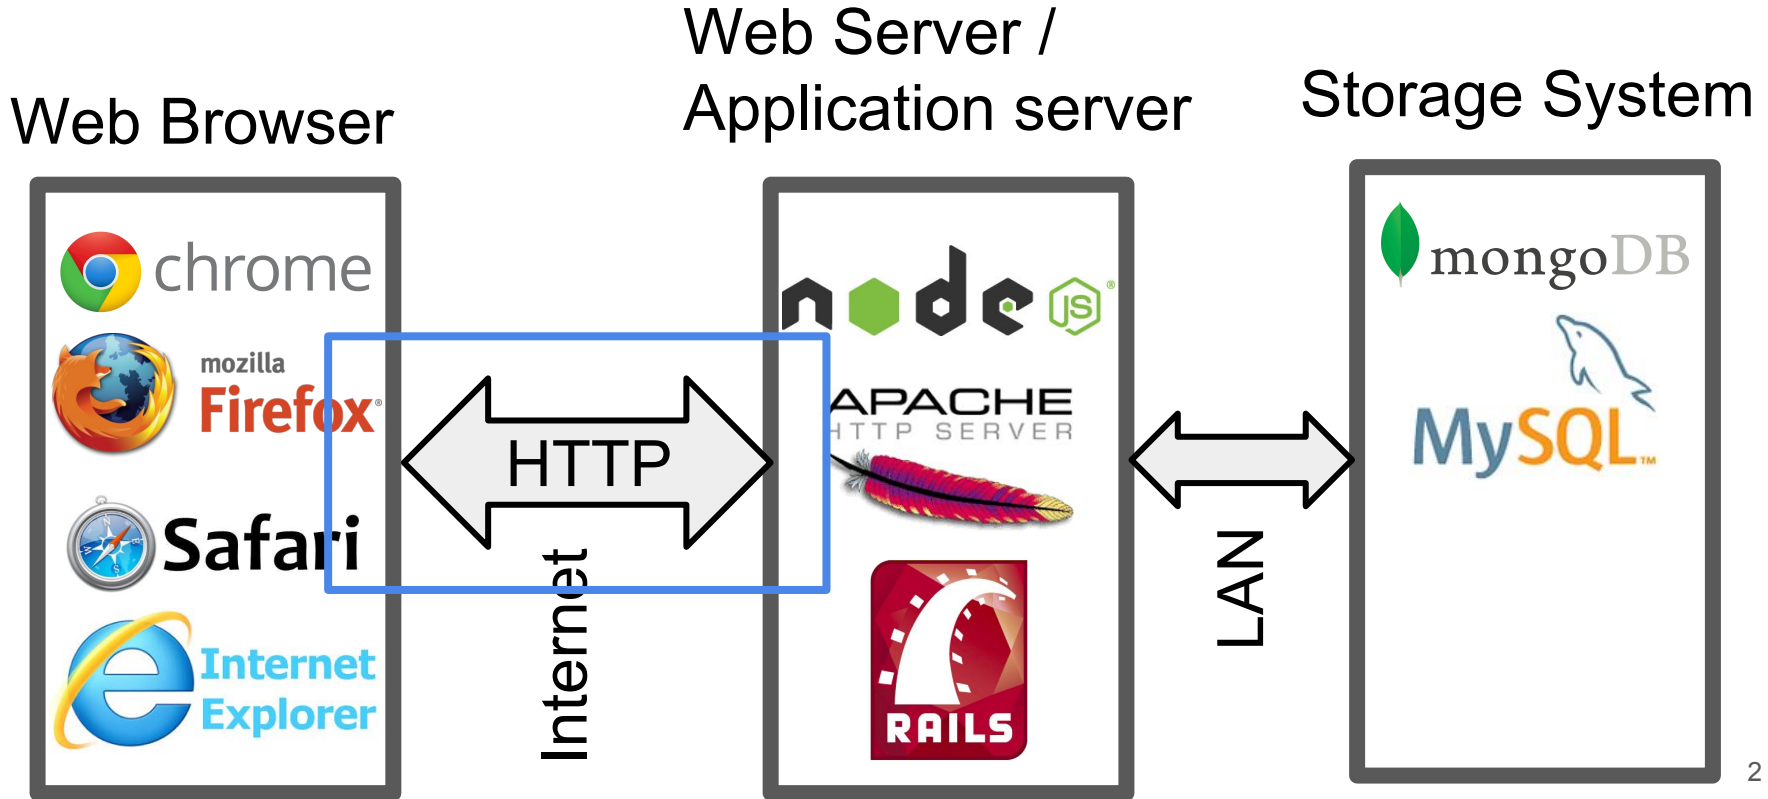 Web Browser
Web Server /
Application server
Storage System
chrome
mozilla
Firefox®
Safari
Internet
Explorer
HTTP
Internet
node
JS®
APACHE
HTTP SERVER
RAILS
LAN
mongoDB
MySQL™
2